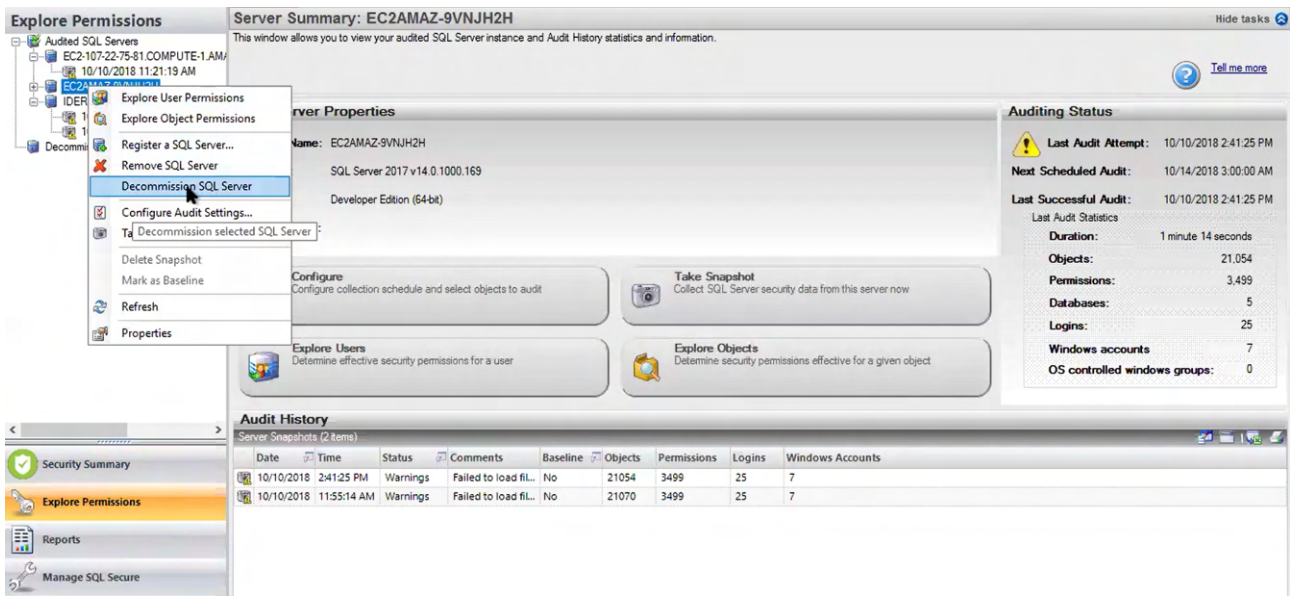 Explore Permissions
Audited SQL Servers
EC2-107-22-75-81.COMPUTE-1.AMA
10/10/2018 11:21:19 AM
EC2AMAZ-9VNJH2H
IDER
1
1
Decommi
Explore User Permissions
Explore Object Permissions
Register a SQL Server...
Remove SQL Server
Decommission SQL Server
Configure Audit Settings...
Ta
Decommission selected SQL Server
Delete Snapshot
Mark as Baseline
Refresh
Properties
Security Summary
Explore Permissions
Reports
Manage SQL Secure
Server Summary: EC2AMAZ-9VNJH2H
Hide tasks
This window allows you to view your audited SQL Server instance and Audit History statistics and information.
Tell me more
rver Properties
Name: EC2AMAZ-9VNJH2H
SQL Server 2017 v14.0.1000.169
Developer Edition (64-bit)
:
Configure
Configure collection schedule and select objects to audit
Take Snapshot
Collect SQL Server security data from this server now
Explore Users
Determine effective security permissions for a user
Explore Objects
Determine security permissions effective for a given object
Auditing Status
Last Audit Attempt: 10/10/2018 2:41:25 PM
Next Scheduled Audit: 10/14/2018 3:00:00 AM
Last Successful Audit: 10/10/2018 2:41:25 PM
Last Audit Statistics
Duration: 1 minute 14 seconds
Objects: 21,054
Permissions: 3,499
Databases: 5
Logins: 25
Windows accounts 7
OS controlled windows groups: 0
Audit History
Server Snapshots (2 items)
Date Time Status Comments Baseline Objects Permissions Logins Windows Accounts
10/10/2018 2:41:25 PM Warnings Failed to load fil... No 21054 3499 25 7
10/10/2018 11:55:14 AM Warnings Failed to load fil... No 21070 3499 25 7